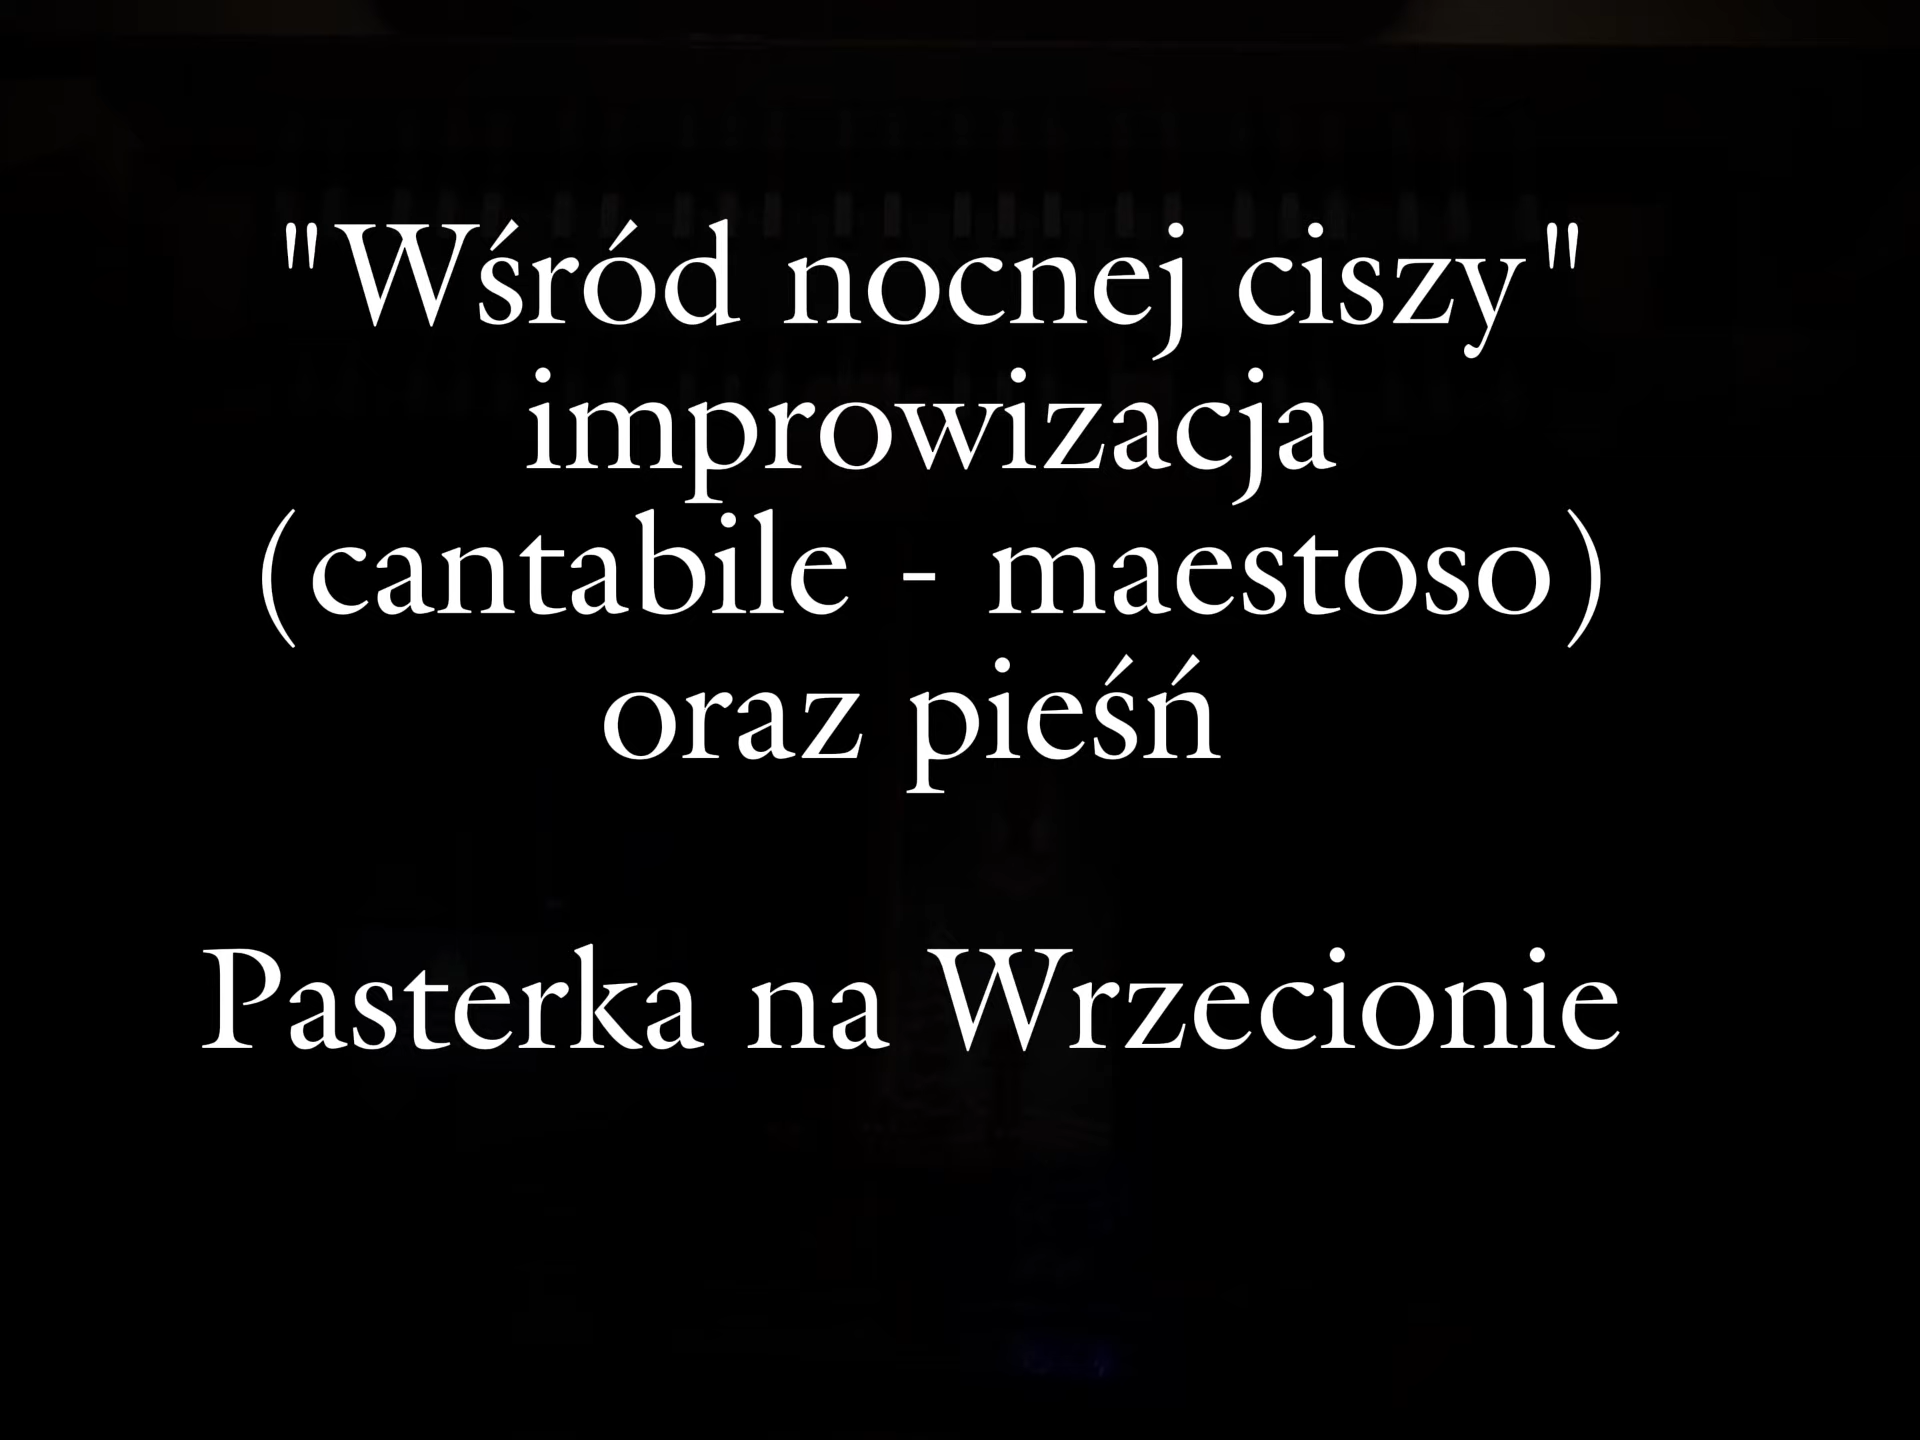 "Wśród nocnej ciszy"
improwizacja
(cantabile - maestoso)
oraz pieśń
Pasterka na Wrzecionie